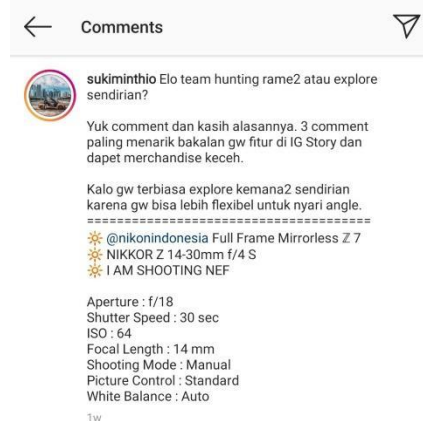 Comments
sukiminthio Elo team hunting rame2 atau explore
sendirian?
Yuk comment dan kasih alasannya. 3 comment
paling menarik bakalan gw fitur di IG Story dan
dapet merchandise keceh.
Kalo gw terbiasa explore kemana2 sendirian
karena gw bisa lebih flexibel untuk nyari angle.
======================================
🔆 @nikonindonesia Full Frame Mirrorless ℤ 7
🔆 NIKKOR Z 14-30mm f/4 S
🔆 I AM SHOOTING NEF
Aperture : f/18
Shutter Speed : 30 sec
ISO : 64
Focal Length : 14 mm
Shooting Mode : Manual
Picture Control : Standard
White Balance : Auto
1w